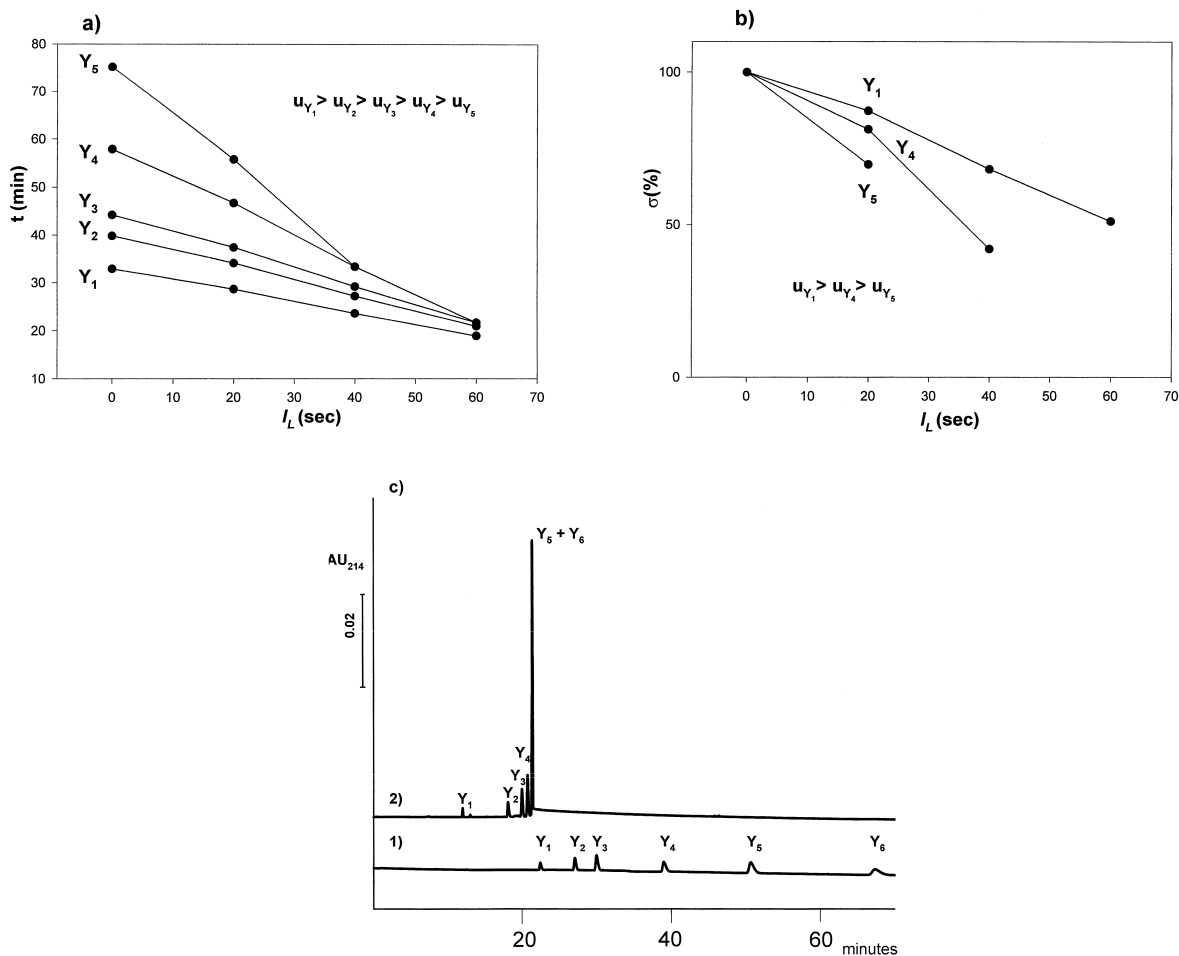 a)
80
70
60
50
40
30
20
10
t (min)
Y5
Y4
Y3
Y2
Y1
uY1> uY2> uY3> uY4> uY5
0 10 20 30 40 50 60 70
lL (sec)
b)
100
50
0
σ(%)
Y1
Y4
Y5
uY1> uY4> uY5
0 10 20 30 40 50 60 70
lL (sec)
c)
AU214
0.02
Y5 + Y6
Y4
Y3
Y2
Y1
2)
1)
Y1 Y2 Y3 Y4 Y5 Y6
20 40 60 minutes